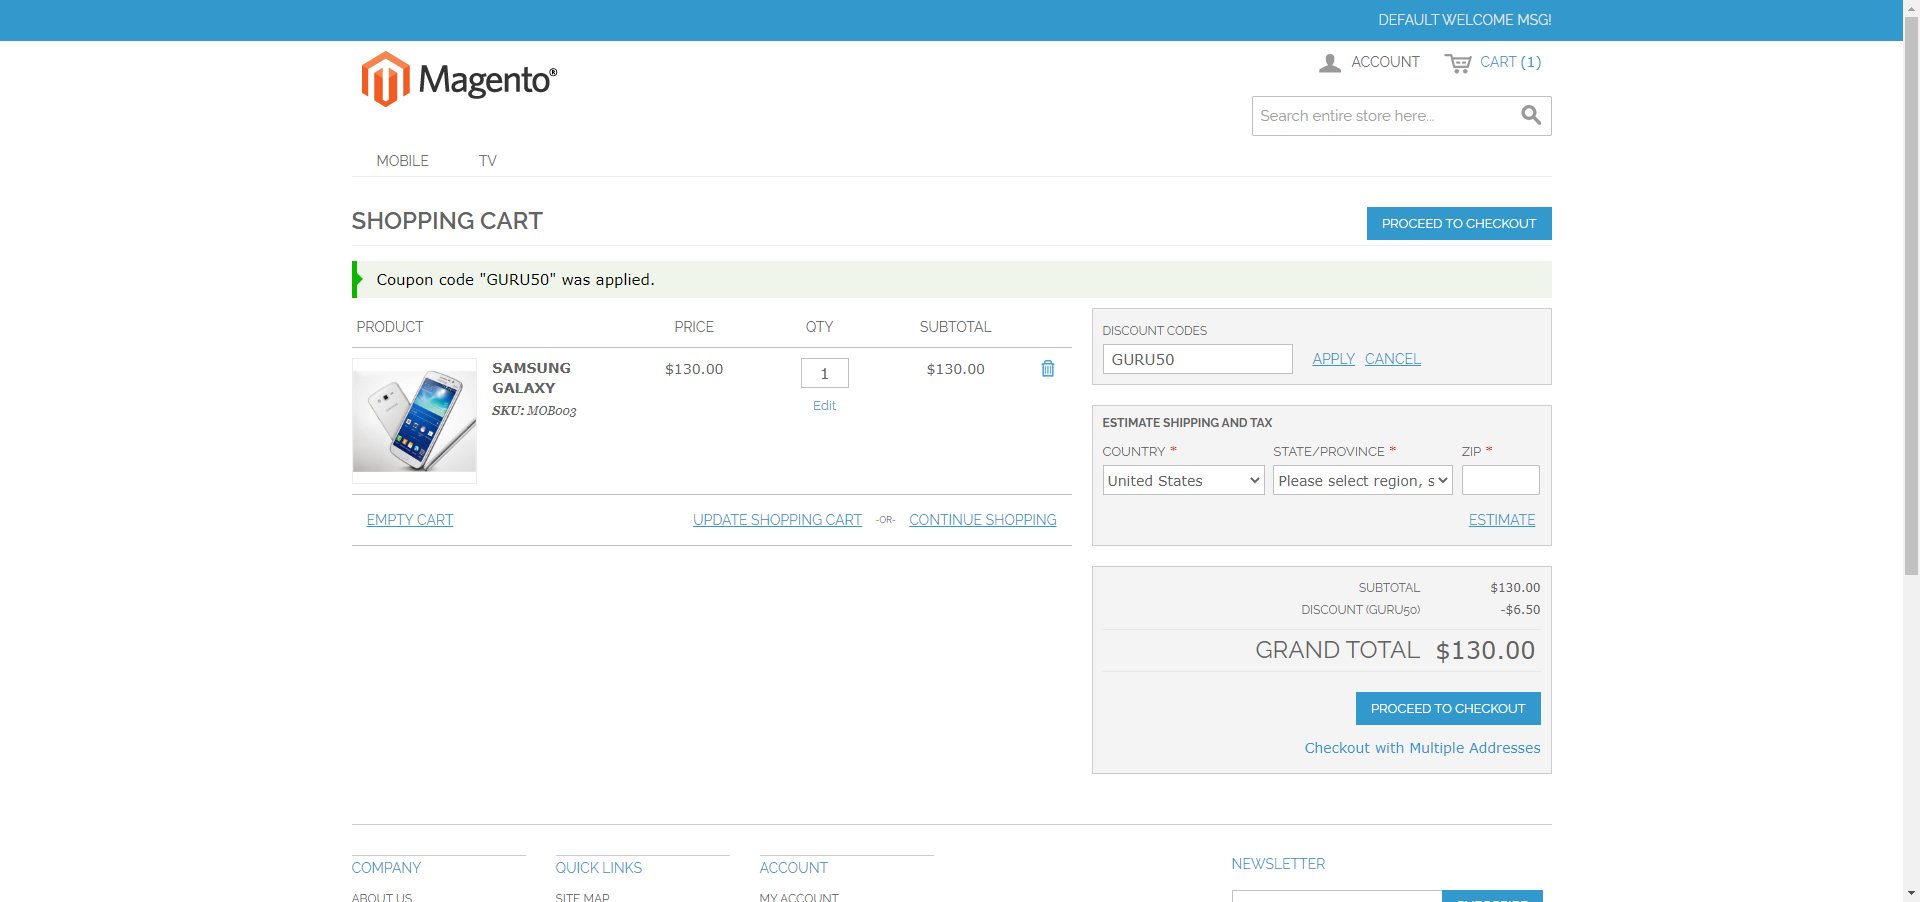 DEFAULT WELCOME MSG!
Magento®
ACCOUNT
CART (1)
Search entire store here...
MOBILE
TV
SHOPPING CART
PROCEED TO CHECKOUT
Coupon code "GURU50" was applied.
PRODUCT PRICE QTY SUBTOTAL
SAMSUNG GALAXY
SKU: MOB003
$130.00
1
Edit
$130.00
EMPTY CART
UPDATE SHOPPING CART
-OR-
CONTINUE SHOPPING
DISCOUNT CODES
GURU50
APPLY
CANCEL
ESTIMATE SHIPPING AND TAX
COUNTRY *
STATE/PROVINCE *
ZIP *
United States
Please select region, s
ESTIMATE
SUBTOTAL $130.00
DISCOUNT (GURU50) -$6.50
GRAND TOTAL $130.00
PROCEED TO CHECKOUT
Checkout with Multiple Addresses
COMPANY
ABOUT US
QUICK LINKS
SITE MAP
ACCOUNT
MY ACCOUNT
NEWSLETTER
SUBSCRIBE